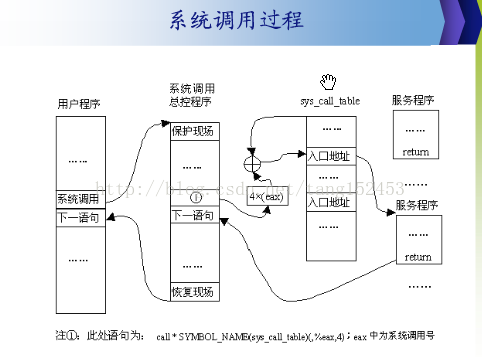 系统调用过程
用户程序
系统调用
总控程序
sys_call_table
服务程序
保护现场
……
……
return
……
入口地址
……
……
①
4×(eax)
入口地址
……
系统调用
下一语句
下一语句
服务程序
……
return
……
……
……
恢复现场
http://blog.csdn.net/tang152453
注①：此处语句为： call * SYMBOL_NAME(sys_call_table)(,%eax,4)；eax 中为系统调用号